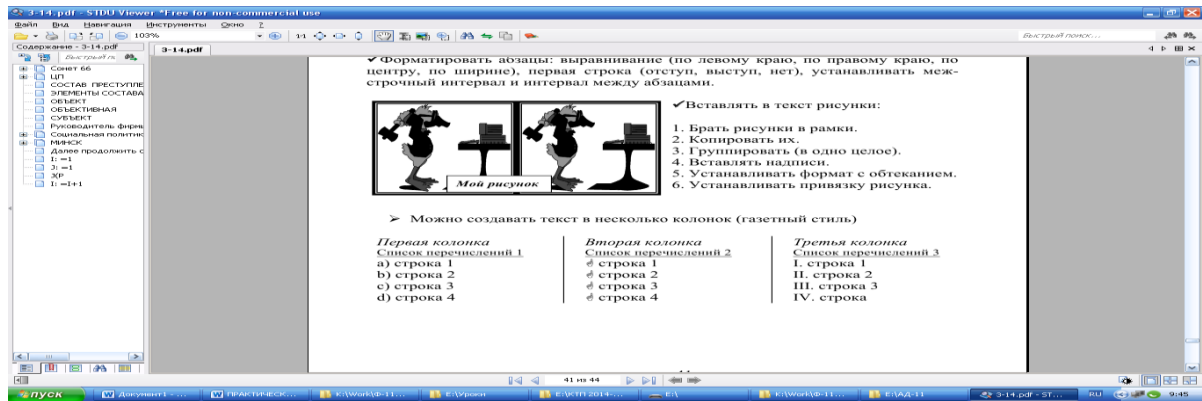 3-14.pdf - STDU Viewer *Free for non-commercial use
Файл Вид Навигация Инструменты Окно ?
103%
Быстрый поиск...
Содержание - 3-14.pdf
3-14.pdf
Быстрый п
Сонет 66
ЦП
СОСТАВ ПРЕСТУПЛЕ
ЭЛЕМЕНТЫ СОСТАВА
ОБЪЕКТ
ОБЪЕКТИВНАЯ
СУБЪЕКТ
Руководитель фирмы
Социальная политик
МИНСК
Далее продолжить с
I: =1
J: =1
I: =I+1
✓Форматировать абзацы: выравнивание (по левому краю, по правому краю, по
центру, по ширине), первая строка (отступ, выступ, нет), устанавливать меж-
строчный интервал и интервал между абзацами.
Мой рисунок
✓Вставлять в текст рисунки:
1. Брать рисунки в рамки.
2. Копировать их.
3. Группировать (в одно целое).
4. Вставлять надписи.
5. Устанавливать формат с обтеканием.
6. Устанавливать привязку рисунка.
➢ Можно создавать текст в несколько колонок (газетный стиль)
Первая колонка
Список перечислений 1
a) строка 1
b) строка 2
c) строка 3
d) строка 4
Вторая колонка
Список перечислений 2
строка 1
строка 2
строка 3
строка 4
Третья колонка
Список перечислений 3
I. строка 1
II. строка 2
III. строка 3
IV. строка
41 из 44
пуск
Документ1 - ...
ПРАКТИЧЕСК...
K:\Work\Ф-11...
E:\Уроки
E:\КТП 2014-...
E:\
K:\Work\Ф-11...
E:\АД-11
3-14.pdf - ST...
RU
9:45